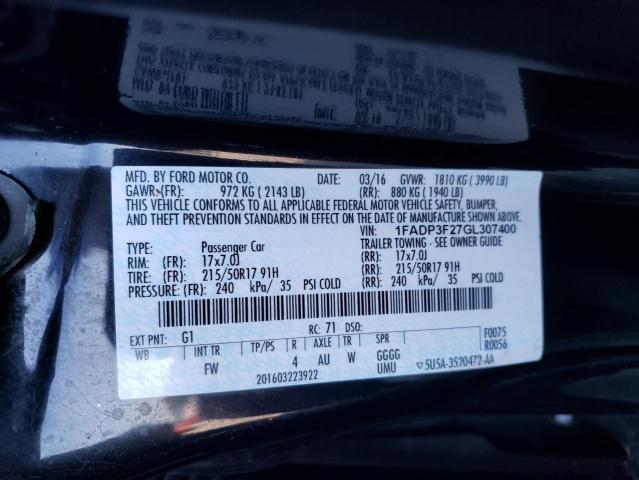 MFD. BY FORD MOTOR CO. DATE: 03/16 GVWR: 1810 KG ( 3990 LB)
GAWR:(FR): 972 KG ( 2143 LB) (RR): 880 KG ( 1940 LB)
THIS VEHICLE CONFORMS TO ALL APPLICABLE FEDERAL MOTOR VEHICLE SAFETY, BUMPER,
AND THEFT PREVENTION STANDARDS IN EFFECT ON THE DATE OF MANUFACTURE SHOWN ABOVE.
VIN: 1FADP3F27GL307400
TYPE: Passenger Car TRAILER TOWING - SEE OWNER GUIDE
RIM: (FR): 17x7.0J (RR): 17x7.0J
TIRE: (FR): 215/50R17 91H (RR): 215/50R17 91H
PRESSURE: (FR): 240 kPa/ 35 PSI COLD (RR): 240 kPa/ 35 PSI COLD
EXT PNT: G1 RC: 71 DSO: F0075
WB INT TR TP/PS R AXLE TR SPR R0056
FW 4 AU W GGGG
UMU
201603223922 5U5A-3520472-AA